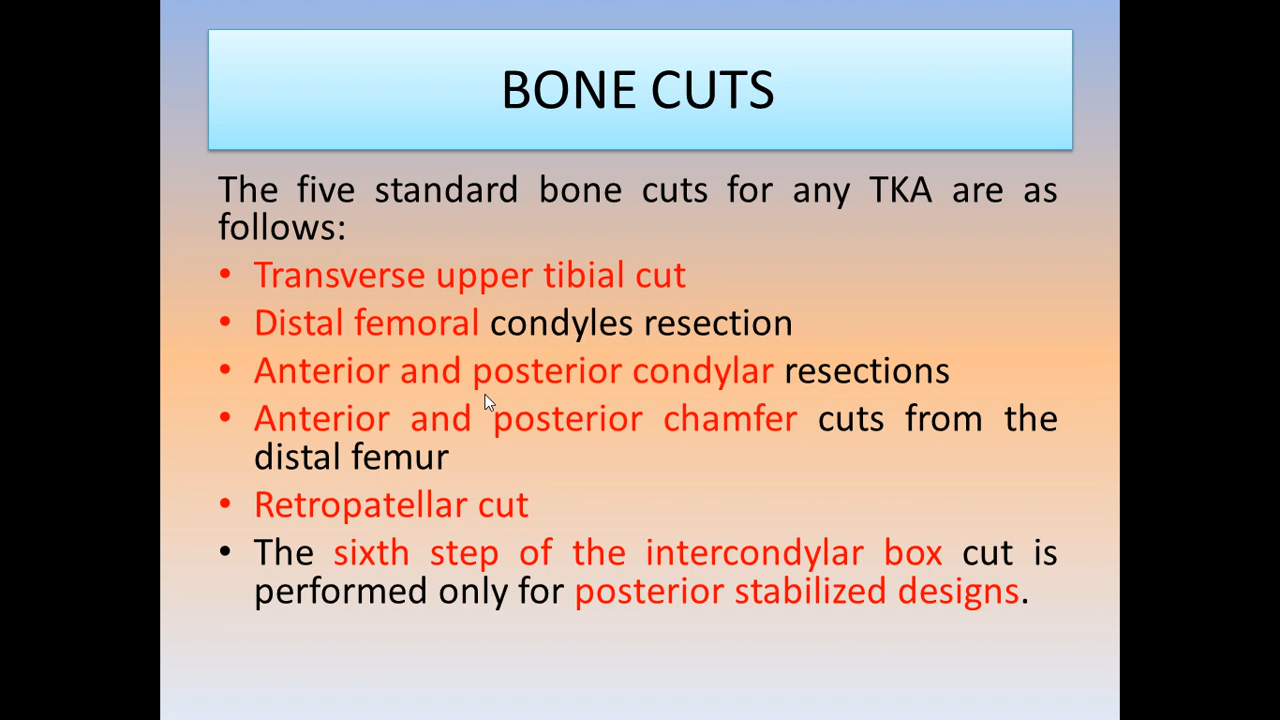 BONE CUTS
The five standard bone cuts for any TKA are as
follows:
• Transverse upper tibial cut
• Distal femoral condyles resection
• Anterior and posterior condylar resections
• Anterior and posterior chamfer cuts from the
distal femur
• Retropatellar cut
• The sixth step of the intercondylar box cut is
performed only for posterior stabilized designs.